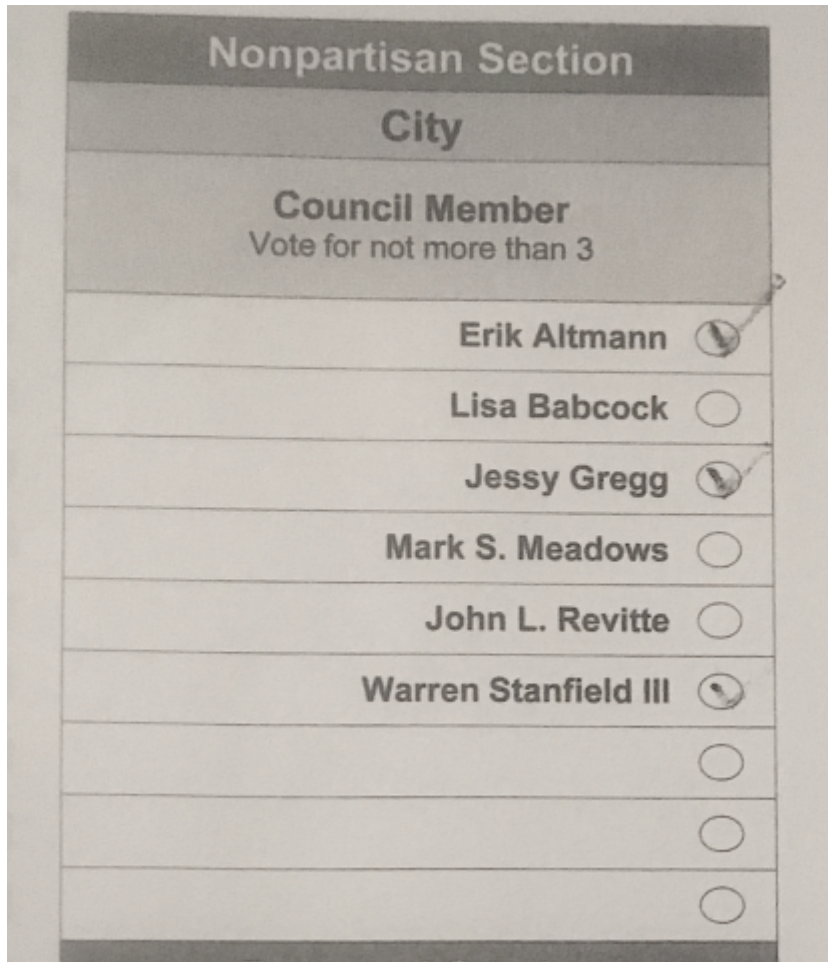 Nonpartisan Section
City
Council Member
Vote for not more than 3
Erik Altmann
Lisa Babcock
Jessy Gregg
Mark S. Meadows
John L. Revitte
Warren Stanfield III